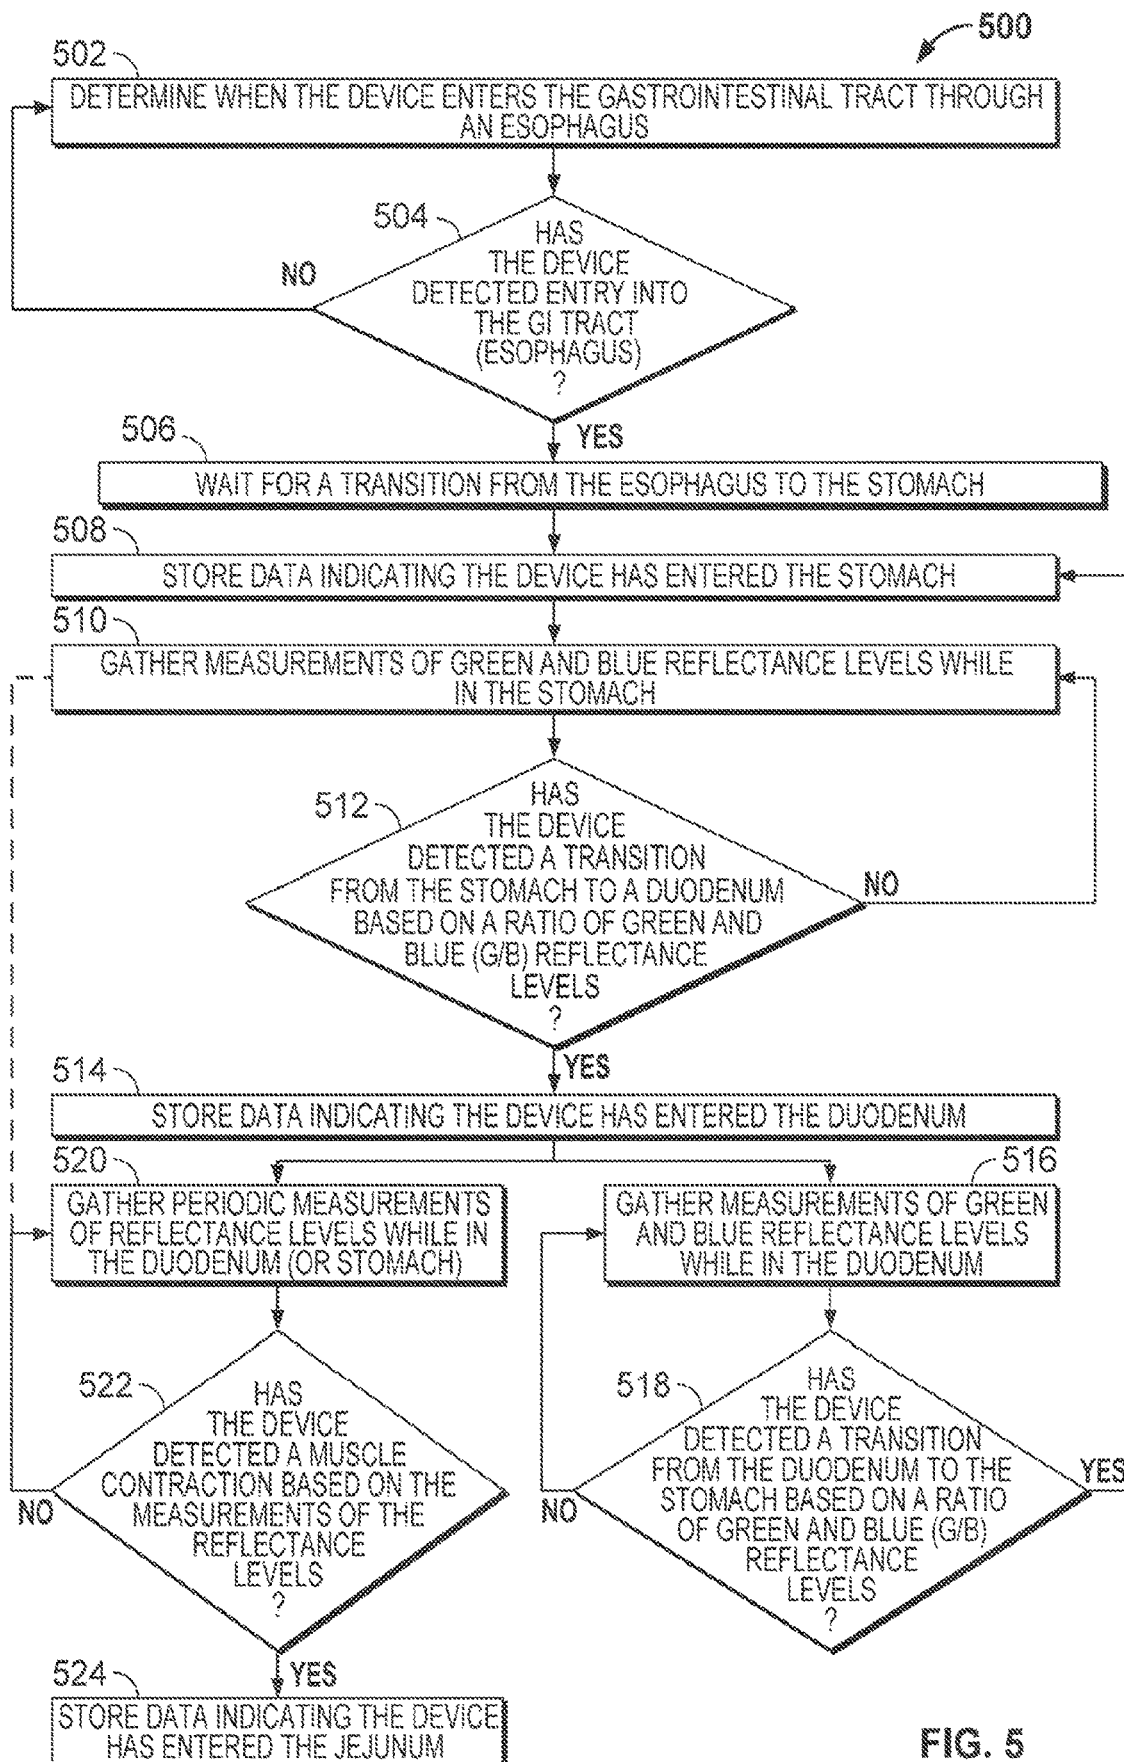 500
502
DETERMINE WHEN THE DEVICE ENTERS THE GASTROINTESTINAL TRACT THROUGH
AN ESOPHAGUS
504
HAS
THE DEVICE
DETECTED ENTRY INTO
THE GI TRACT
(ESOPHAGUS)
?
NO
YES
506
WAIT FOR A TRANSITION FROM THE ESOPHAGUS TO THE STOMACH
508
STORE DATA INDICATING THE DEVICE HAS ENTERED THE STOMACH
510
GATHER MEASUREMENTS OF GREEN AND BLUE REFLECTANCE LEVELS WHILE
IN THE STOMACH
512
HAS
THE DEVICE
DETECTED A TRANSITION
FROM THE STOMACH TO A DUODENUM
BASED ON A RATIO OF GREEN AND
BLUE (G/B) REFLECTANCE
LEVELS
?
NO
YES
514
STORE DATA INDICATING THE DEVICE HAS ENTERED THE DUODENUM
520
GATHER PERIODIC MEASUREMENTS
OF REFLECTANCE LEVELS WHILE IN
THE DUODENUM (OR STOMACH)
516
GATHER MEASUREMENTS OF GREEN
AND BLUE REFLECTANCE LEVELS
WHILE IN THE DUODENUM
522
HAS
THE DEVICE
DETECTED A MUSCLE
CONTRACTION BASED ON THE
MEASUREMENTS OF THE
REFLECTANCE
LEVELS
?
NO
YES
518
HAS
THE DEVICE
DETECTED A TRANSITION
FROM THE DUODENUM TO THE
STOMACH BASED ON A RATIO
OF GREEN AND BLUE (G/B)
REFLECTANCE
LEVELS
?
NO
YES
524
STORE DATA INDICATING THE DEVICE
HAS ENTERED THE JEJUNUM
FIG. 5